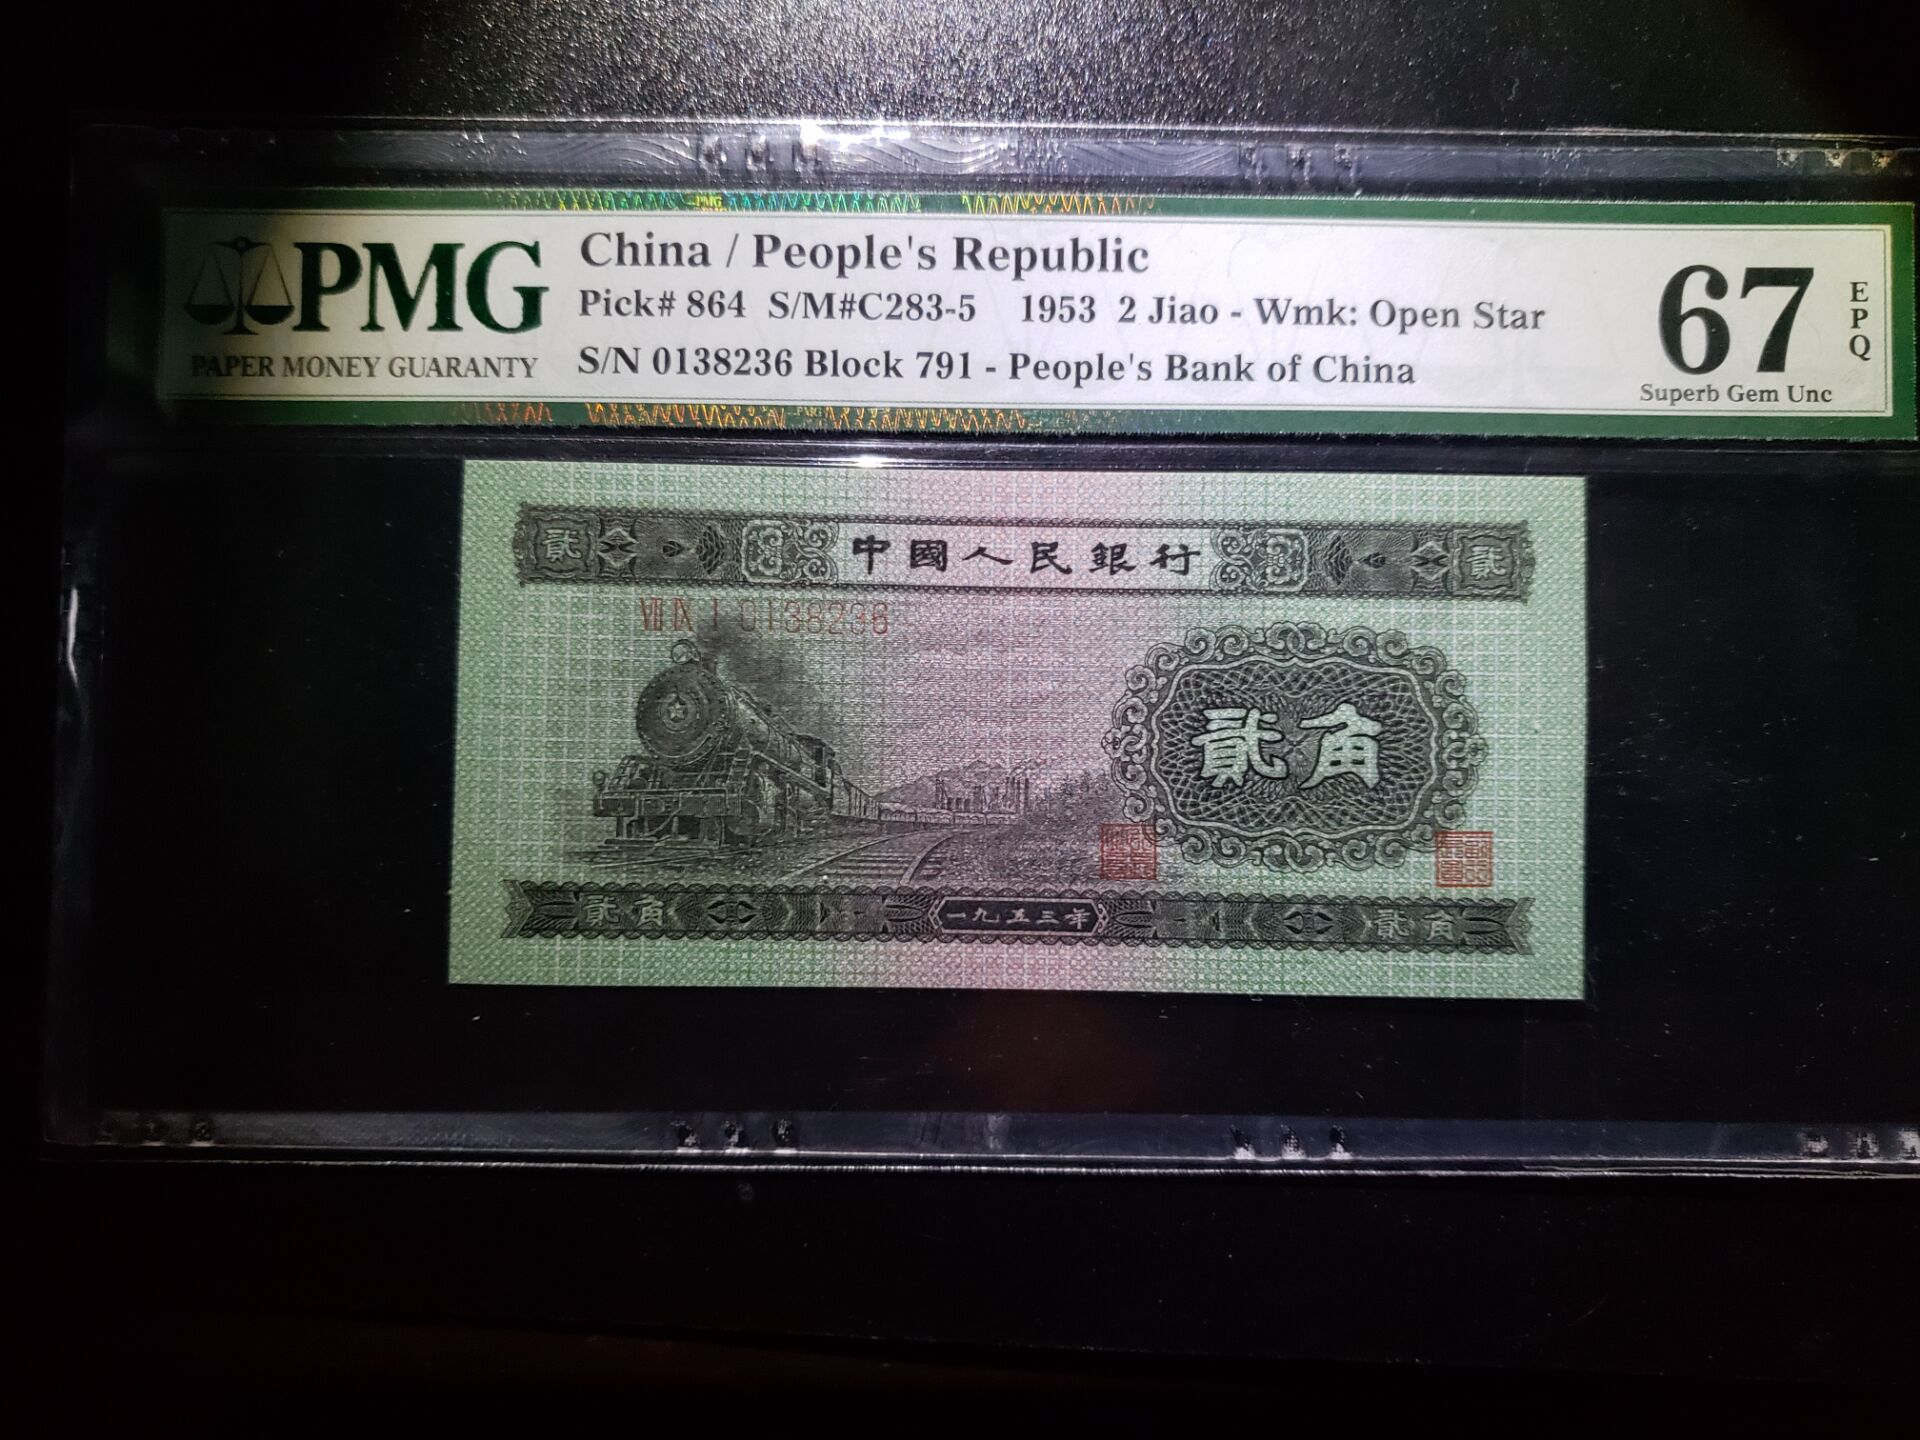 PMG
PAPER MONEY GUARANTY
China / People's Republic
Pick# 864 S/M#C283-5 1953 2 Jiao - Wmk: Open Star
S/N 0138236 Block 791 - People's Bank of China
67
EPQ
Superb Gem Unc
貳 中國人民銀行 貳
VII IX I 0138236
貳角
貳角 一九五三年 貳角